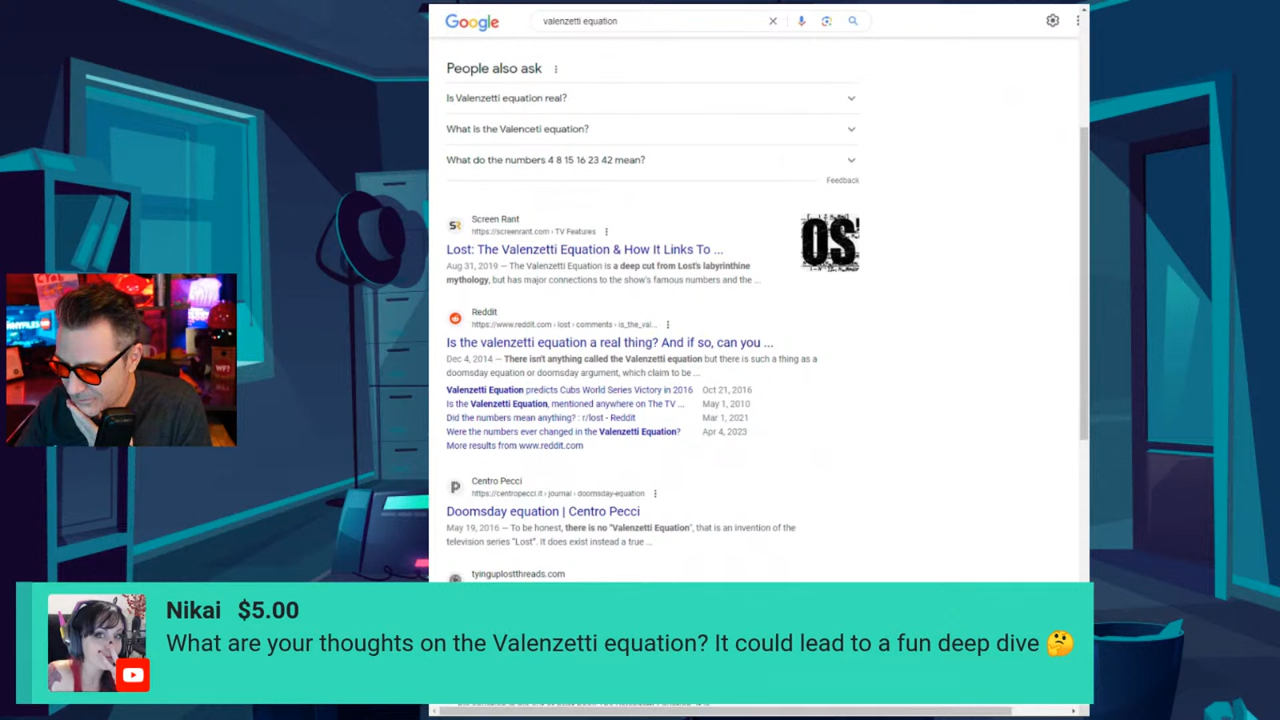 Google
valenzetti equation
People also ask
Is Valenzetti equation real?
What is the Valenceti equation?
What do the numbers 4 8 15 16 23 42 mean?
Feedback
Screen Rant
https://screenrant.com › TV Features
Lost: The Valenzetti Equation & How It Links To ...
Aug 31, 2019 — The Valenzetti Equation is a deep cut from Lost's labyrinthine
mythology, but has major connections to the show's famous numbers and the ...
OS
Reddit
https://www.reddit.com › lost › comments › is_the_val...
Is the valenzetti equation a real thing? And if so, can you ...
Dec 4, 2014 — There isn't anything called the Valenzetti equation but there is such a thing as a
doomsday equation or doomsday argument, which claim to be ...
Valenzetti Equation predicts Cubs World Series Victory in 2016 Oct 21, 2016
Is the Valenzetti Equation, mentioned anywhere on The TV ... May 1, 2010
Did the numbers mean anything? : r/lost - Reddit Mar 1, 2021
Were the numbers ever changed in the Valenzetti Equation? Apr 4, 2023
More results from www.reddit.com
Centro Pecci
https://centropecci.it › journal › doomsday-equation
Doomsday equation | Centro Pecci
May 19, 2016 — To be honest, there is no "Valenzetti Equation", that is an invention of the
television series "Lost". It does exist instead a true ...
tyinguplostthreads.com
Nikai $5.00
What are your thoughts on the Valenzetti equation? It could lead to a fun deep dive 🤔